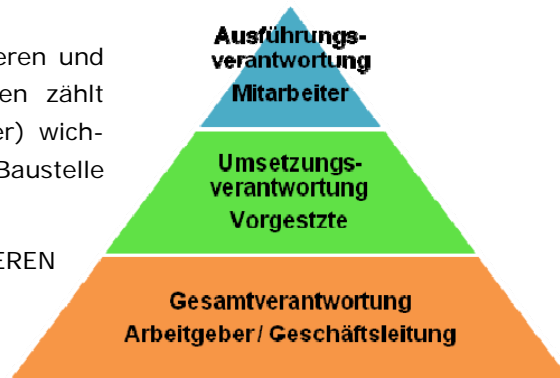 eren und
en zählt
er) wich-
Baustelle
EREN
Ausführungs-
verantwortung
Mitarbeiter
Umsetzungs-
verantwortung
Vorgestzte
Gesamtverantwortung
Arbeitgeber / Geschäftsleitung